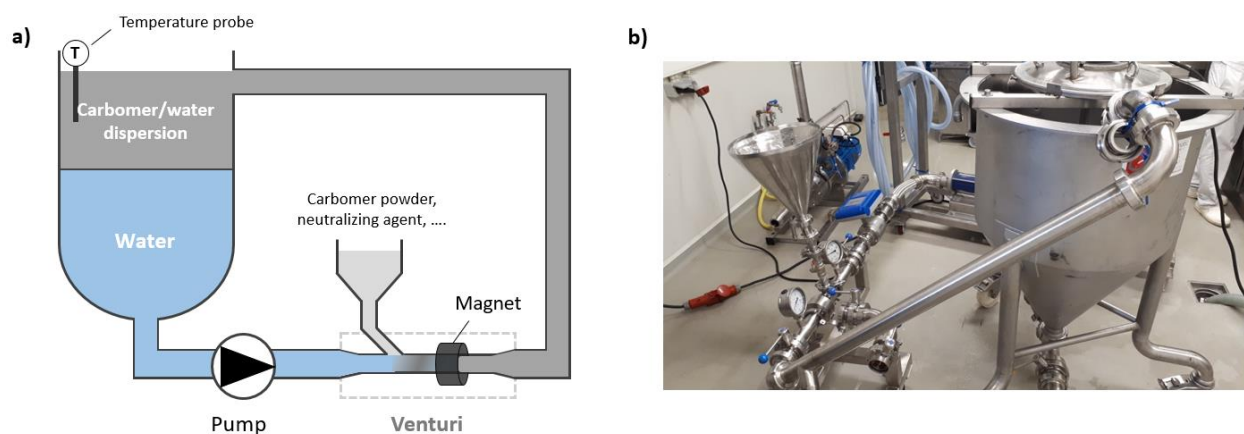 a)
Temperature probe
T
Carbomer/water
dispersion
Water
Carbomer powder,
neutralizing agent, ....
Magnet
Pump
Venturi
b)